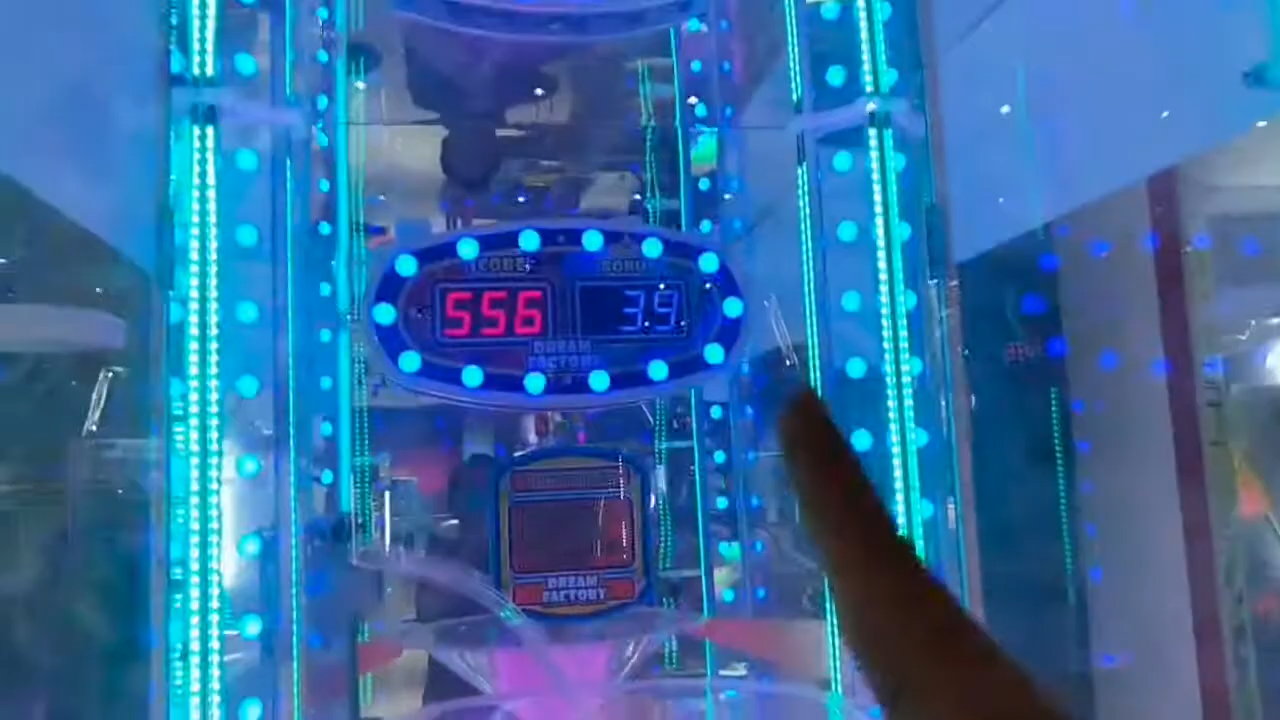 SCORE
BONUS
556
3.9
DREAM
FACTORY
DREAM
FACTORY